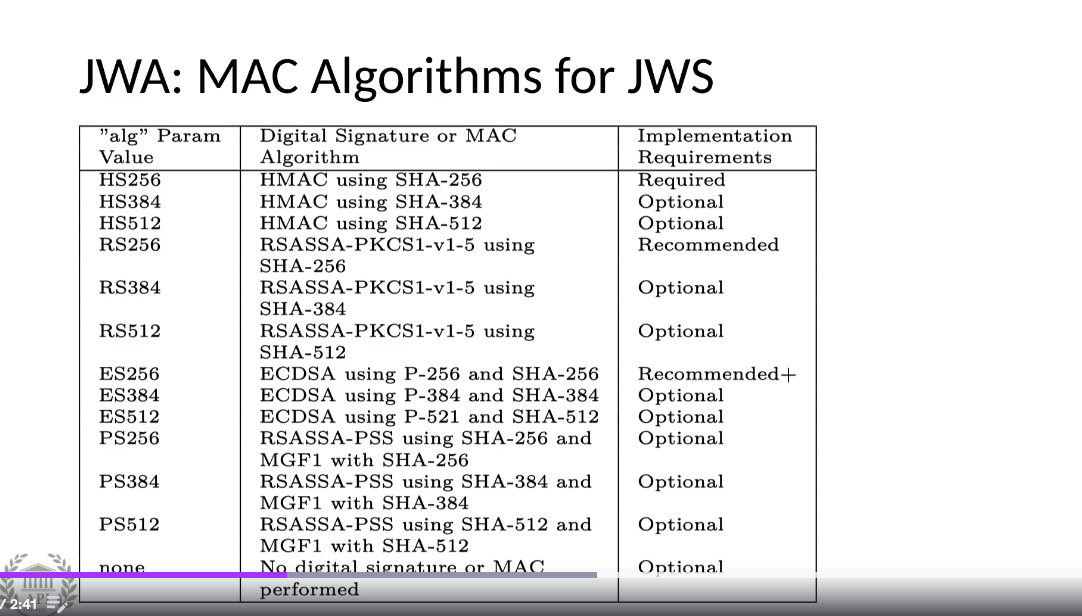 JWA: MAC Algorithms for JWS
"alg" Param Value Digital Signature or MAC Algorithm Implementation Requirements
HS256 HMAC using SHA-256 Required
HS384 HMAC using SHA-384 Optional
HS512 HMAC using SHA-512 Optional
RS256 RSASSA-PKCS1-v1-5 using SHA-256 Recommended
RS384 RSASSA-PKCS1-v1-5 using SHA-384 Optional
RS512 RSASSA-PKCS1-v1-5 using SHA-512 Optional
ES256 ECDSA using P-256 and SHA-256 Recommended+
ES384 ECDSA using P-384 and SHA-384 Optional
ES512 ECDSA using P-521 and SHA-512 Optional
PS256 RSASSA-PSS using SHA-256 and MGF1 with SHA-256 Optional
PS384 RSASSA-PSS using SHA-384 and MGF1 with SHA-384 Optional
PS512 RSASSA-PSS using SHA-512 and MGF1 with SHA-512 Optional
none No digital signature or MAC performed Optional
/ 2:41